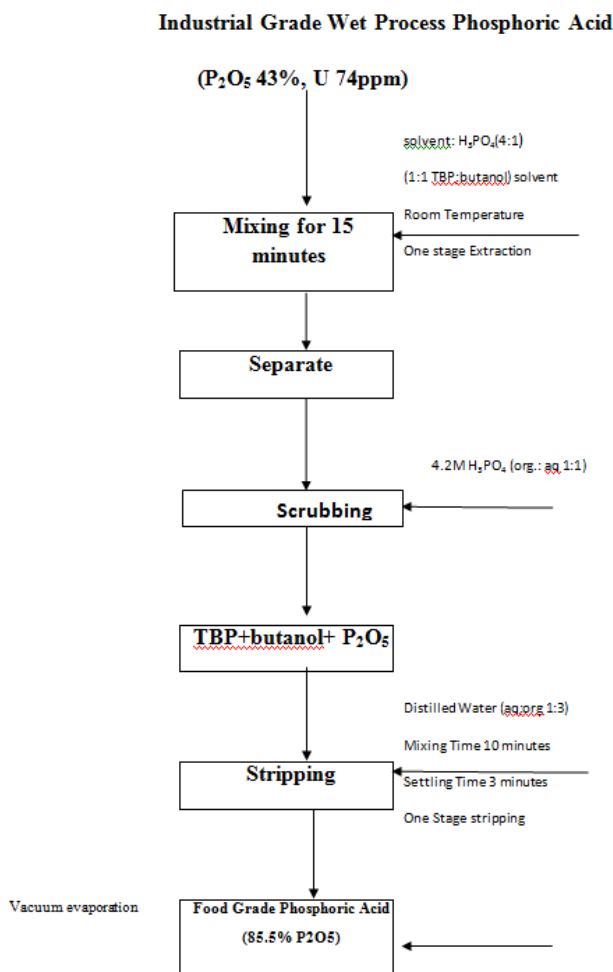 Industrial Grade Wet Process Phosphoric Acid
(P₂O₅ 43%, U 74ppm)
solvent: H₃PO₄(4:1)
(1:1 TBP:butanol) solvent
Room Temperature
One stage Extraction
Mixing for 15
minutes
Separate
4.2M H₃PO₄ (org.: aq 1:1)
Scrubbing
TBP+butanol+ P₂O₅
Distilled Water (aq:org 1:3)
Mixing Time 10 minutes
Settling Time 3 minutes
One Stage stripping
Stripping
Vacuum evaporation
Food Grade Phosphoric Acid
(85.5% P2O5)